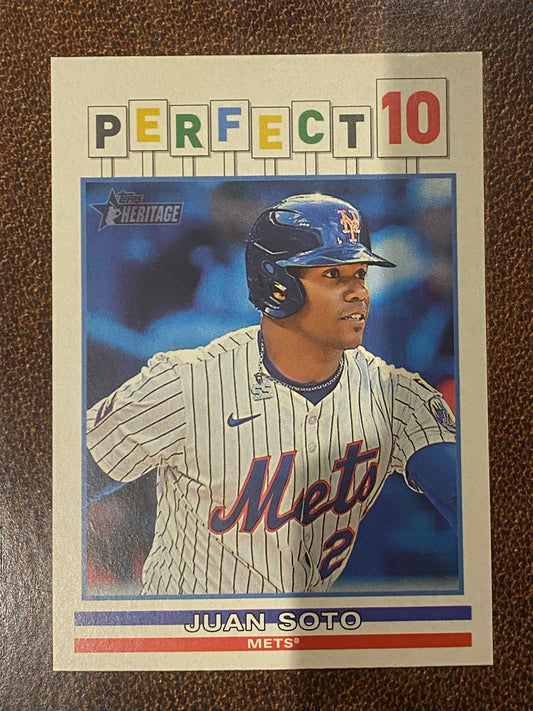 PERFECT 10
Topps
HERITAGE
NY
Mets
2
JUAN SOTO
METS®